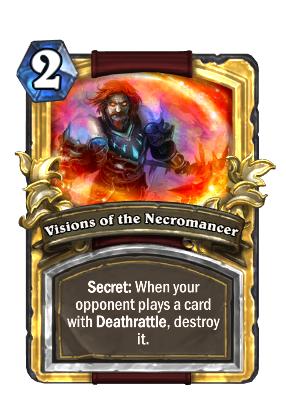 2
Visions of the Necromancer
Secret: When your
opponent plays a card
with Deathrattle, destroy
it.